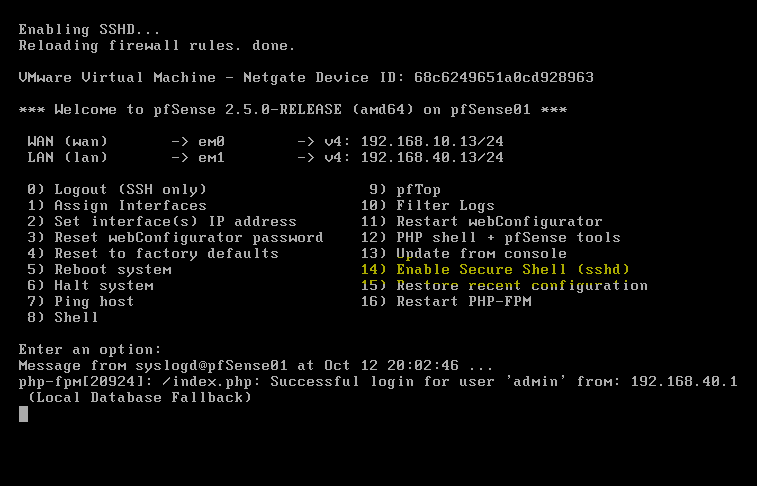 Enabling SSHD...
Reloading firewall rules. done.
VMware Virtual Machine - Netgate Device ID: 68c6249651a0cd928963
*** Welcome to pfSense 2.5.0-RELEASE (amd64) on pfSense01 ***
WAN (wan) -> em0 -> v4: 192.168.10.13/24
LAN (lan) -> em1 -> v4: 192.168.40.13/24
0) Logout (SSH only) 9) pfTop
1) Assign Interfaces 10) Filter Logs
2) Set interface(s) IP address 11) Restart webConfigurator
3) Reset webConfigurator password 12) PHP shell + pfSense tools
4) Reset to factory defaults 13) Update from console
5) Reboot system 14) Enable Secure Shell (sshd)
6) Halt system 15) Restore recent configuration
7) Ping host 16) Restart PHP-FPM
8) Shell
Enter an option:
Message from syslogd@pfSense01 at Oct 12 20:02:46 ...
php-fpm[20924]: /index.php: Successful login for user 'admin' from: 192.168.40.1
(Local Database Fallback)